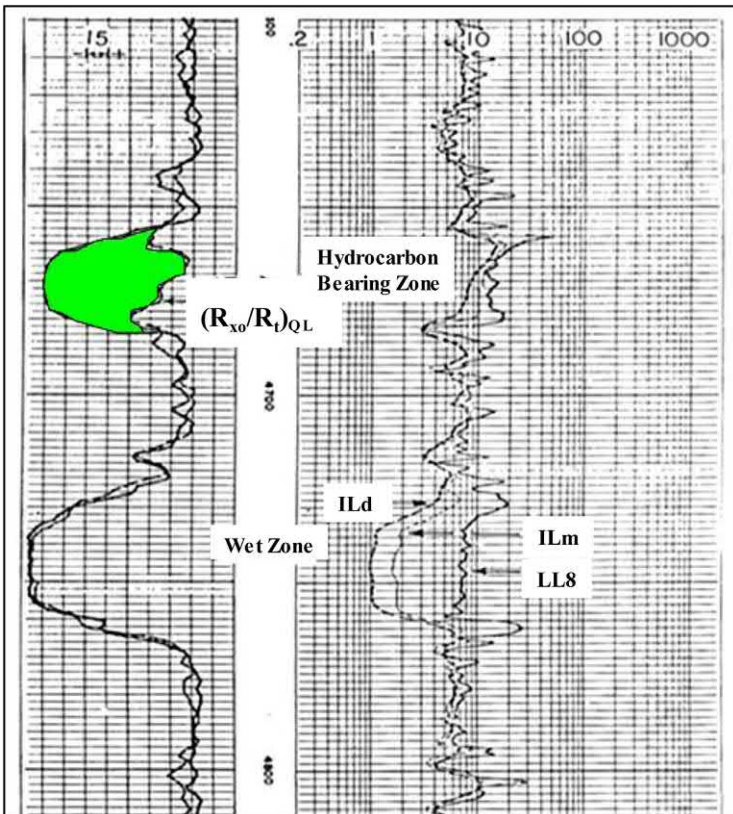 15
.2 1 10 100 1000
Hydrocarbon
Bearing Zone
(Rxo/Rt)QL
4700
ILd
Wet Zone
ILm
LL8
4800